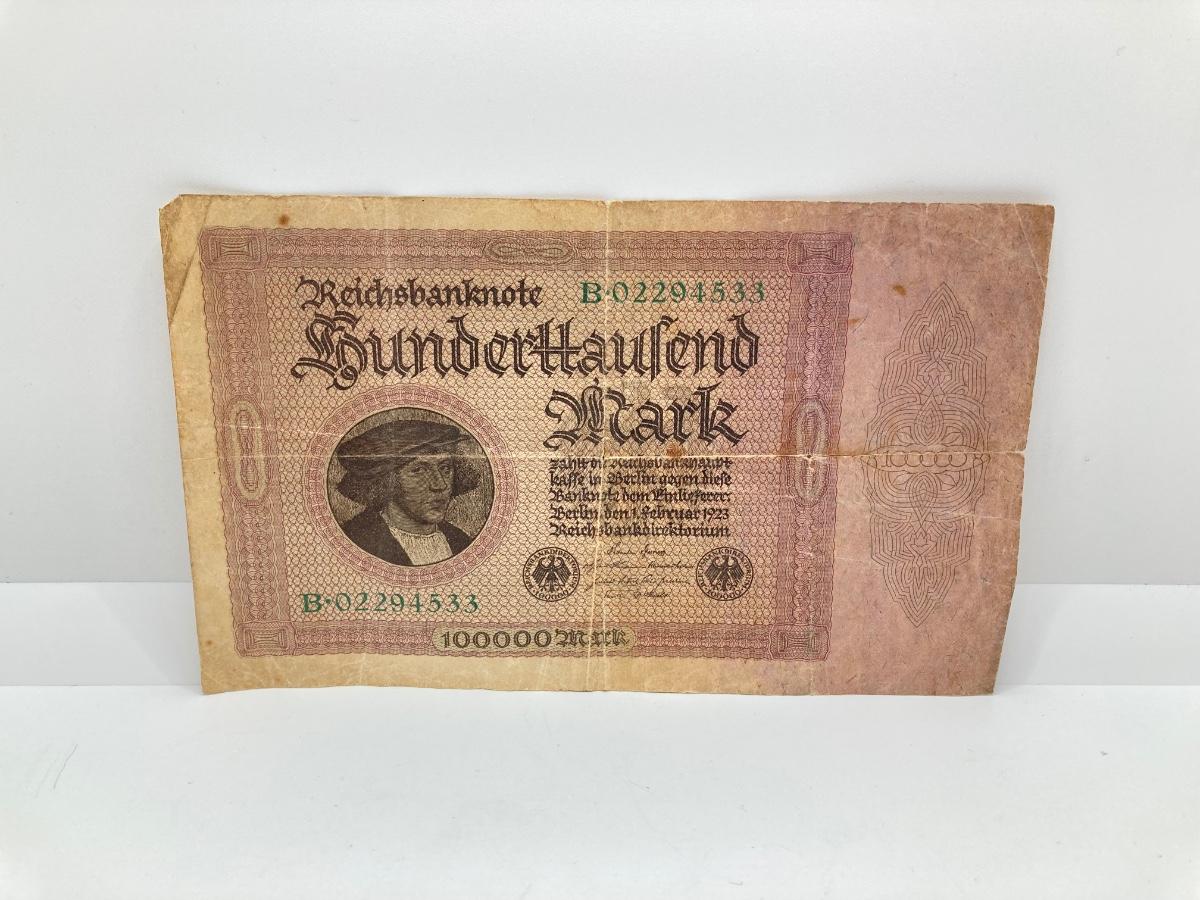 Reichsbanknote B·02294533
Hunderttausend
Mark
zahlt die Reichsbankhaupt-
kasse in Berlin gegen diese
Banknote dem Einlieferer.
Berlin, den 1. Februar 1923
Reichsbankdirektorium
B·02294533
100000 Mark